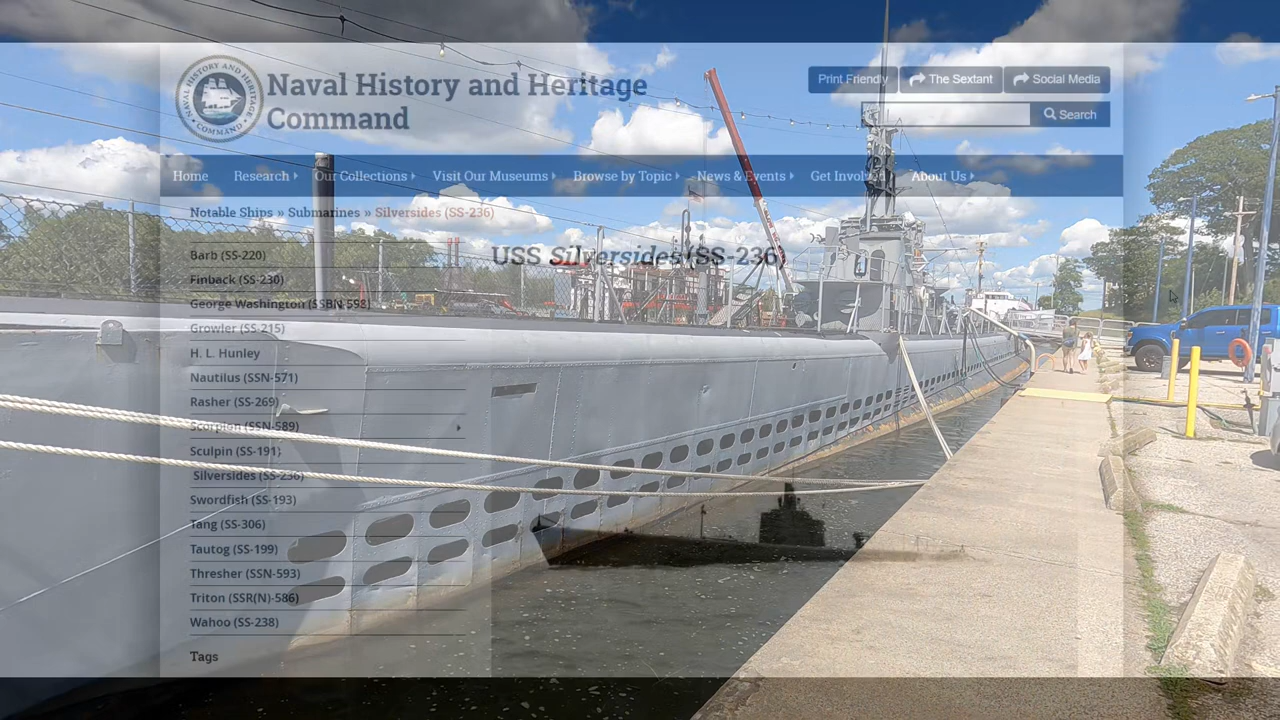 Naval History and Heritage
Command
NAVAL HISTORY AND HERITAGE
COMMAND
Print Friendly
The Sextant
Social Media
Search
Home
Research
Our Collections
Visit Our Museums
Browse by Topic
News & Events
Get Involved
About Us
Notable Ships » Submarines » Silversides (SS-236)
USS Silversides (SS-236)
Barb (SS-220)
Finback (SS-230)
George Washington (SSBN-598)
Growler (SS-215)
H. L. Hunley
Nautilus (SSN-571)
Rasher (SS-269)
Scorpion (SSN-589)
Sculpin (SS-191)
Silversides (SS-236)
Swordfish (SS-193)
Tang (SS-306)
Tautog (SS-199)
Thresher (SSN-593)
Triton (SSR(N)-586)
Wahoo (SS-238)
Tags